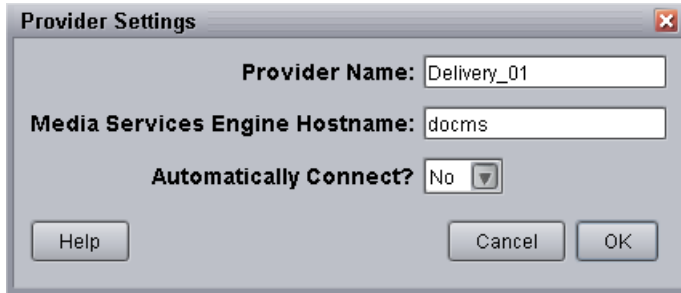 Provider Settings
Provider Name: Delivery_01
Media Services Engine Hostname: docms
Automatically Connect? No
Help Cancel OK